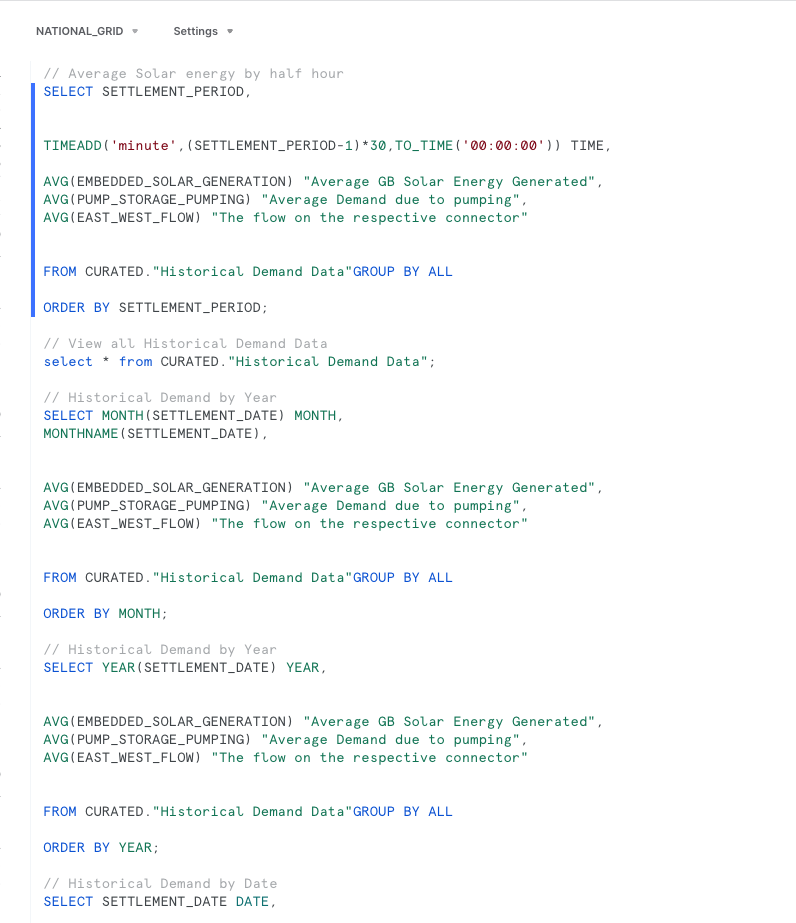 NATIONAL_GRID Settings
// Average Solar energy by half hour
SELECT SETTLEMENT_PERIOD,
TIMEADD('minute',(SETTLEMENT_PERIOD-1)*30,TO_TIME('00:00:00')) TIME,
AVG(EMBEDDED_SOLAR_GENERATION) "Average GB Solar Energy Generated",
AVG(PUMP_STORAGE_PUMPING) "Average Demand due to pumping",
AVG(EAST_WEST_FLOW) "The flow on the respective connector"
FROM CURATED."Historical Demand Data"GROUP BY ALL
ORDER BY SETTLEMENT_PERIOD;
// View all Historical Demand Data
select * from CURATED."Historical Demand Data";
// Historical Demand by Year
SELECT MONTH(SETTLEMENT_DATE) MONTH,
MONTHNAME(SETTLEMENT_DATE),
AVG(EMBEDDED_SOLAR_GENERATION) "Average GB Solar Energy Generated",
AVG(PUMP_STORAGE_PUMPING) "Average Demand due to pumping",
AVG(EAST_WEST_FLOW) "The flow on the respective connector"
FROM CURATED."Historical Demand Data"GROUP BY ALL
ORDER BY MONTH;
// Historical Demand by Year
SELECT YEAR(SETTLEMENT_DATE) YEAR,
AVG(EMBEDDED_SOLAR_GENERATION) "Average GB Solar Energy Generated",
AVG(PUMP_STORAGE_PUMPING) "Average Demand due to pumping",
AVG(EAST_WEST_FLOW) "The flow on the respective connector"
FROM CURATED."Historical Demand Data"GROUP BY ALL
ORDER BY YEAR;
// Historical Demand by Date
SELECT SETTLEMENT_DATE DATE,